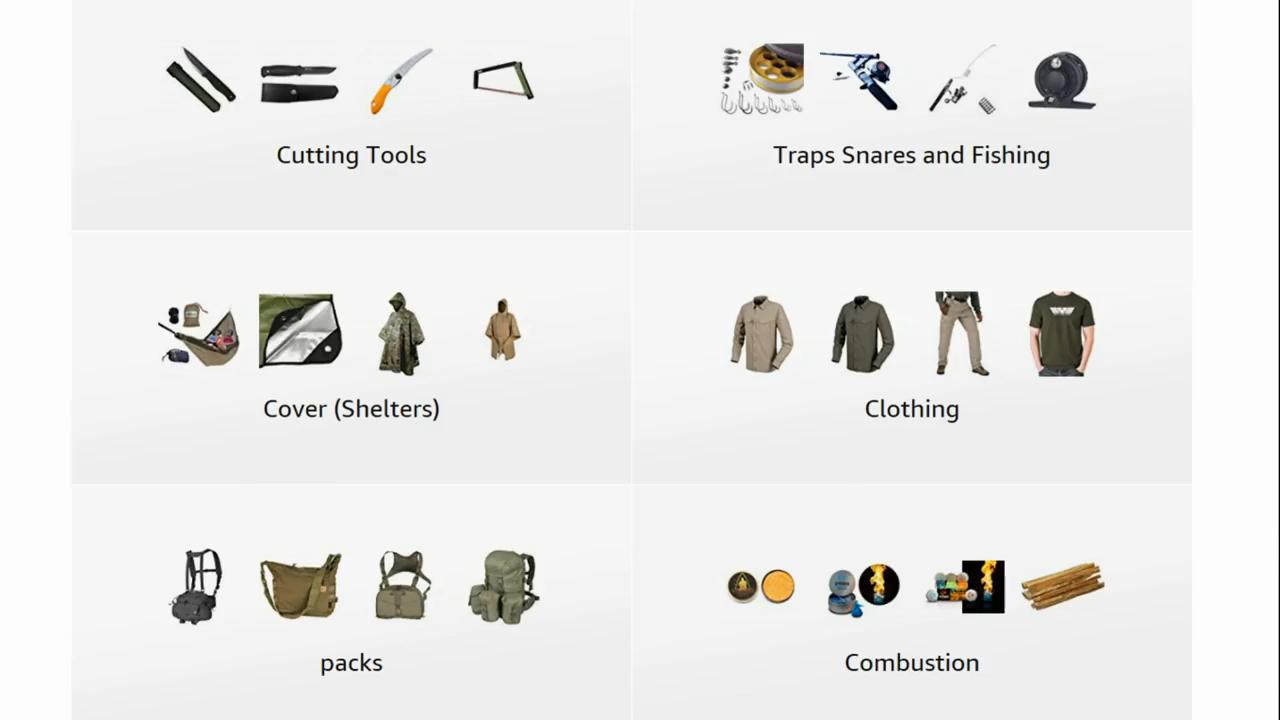 Cutting Tools
Traps Snares and Fishing
Cover (Shelters)
Clothing
packs
Combustion